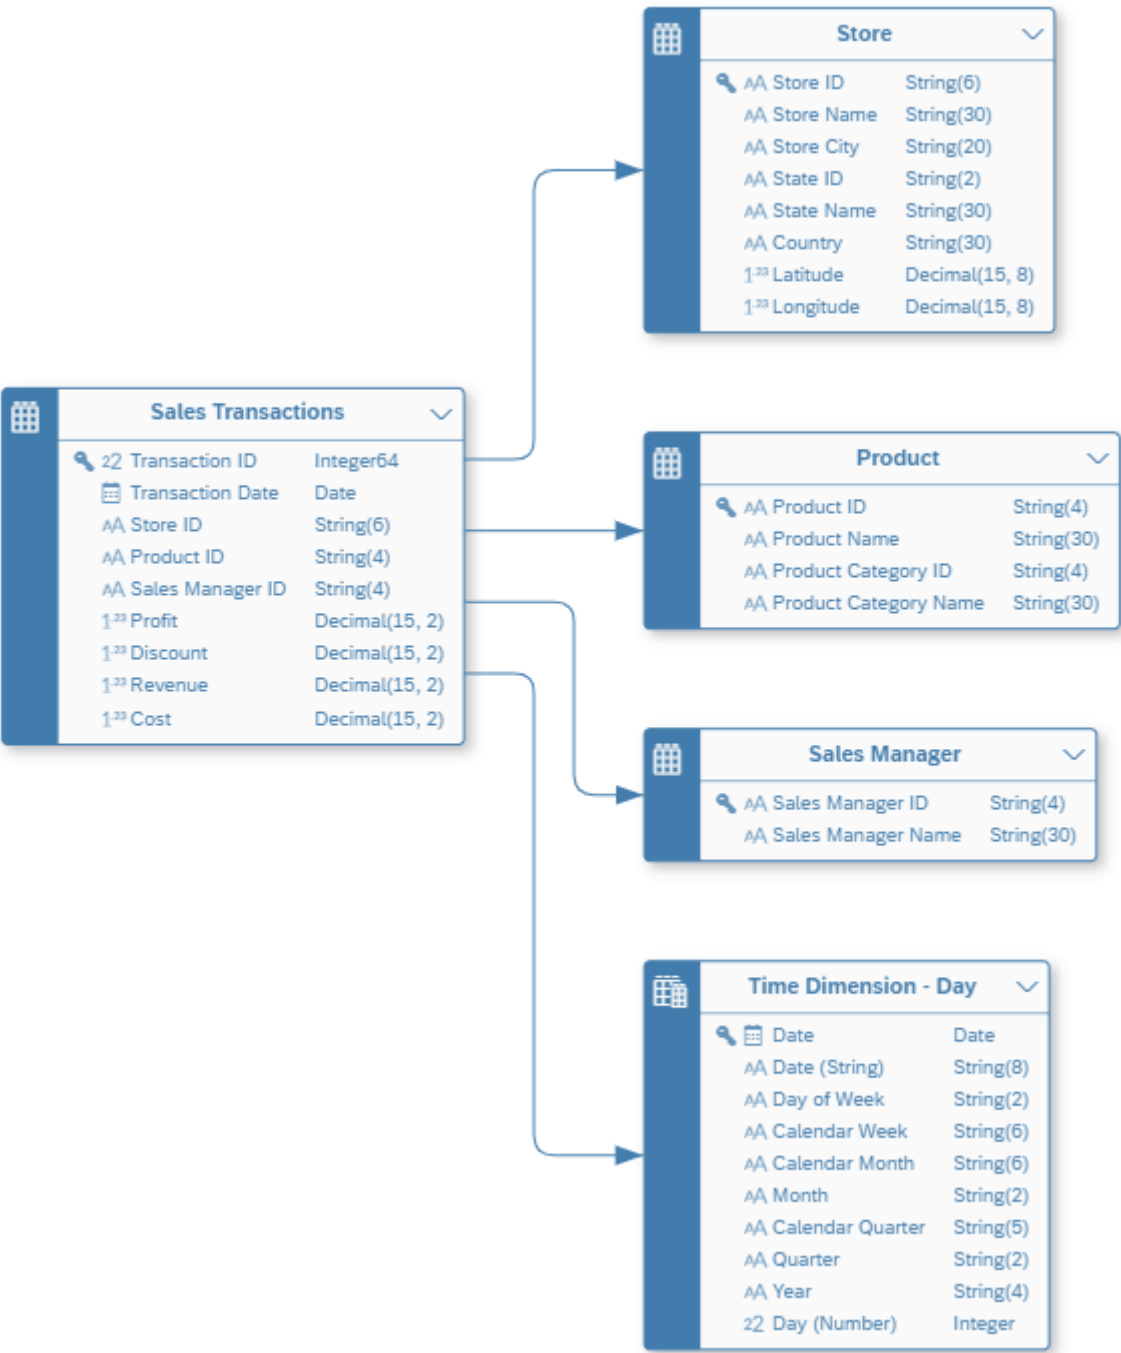 Store
Store ID String(6)
Store Name String(30)
Store City String(20)
State ID String(2)
State Name String(30)
Country String(30)
Latitude Decimal(15, 8)
Longitude Decimal(15, 8)
Sales Transactions
Transaction ID Integer64
Transaction Date Date
Store ID String(6)
Product ID String(4)
Sales Manager ID String(4)
Profit Decimal(15, 2)
Discount Decimal(15, 2)
Revenue Decimal(15, 2)
Cost Decimal(15, 2)
Product
Product ID String(4)
Product Name String(30)
Product Category ID String(4)
Product Category Name String(30)
Sales Manager
Sales Manager ID String(4)
Sales Manager Name String(30)
Time Dimension - Day
Date Date
Date (String) String(8)
Day of Week String(2)
Calendar Week String(6)
Calendar Month String(6)
Month String(2)
Calendar Quarter String(5)
Quarter String(2)
Year String(4)
Day (Number) Integer